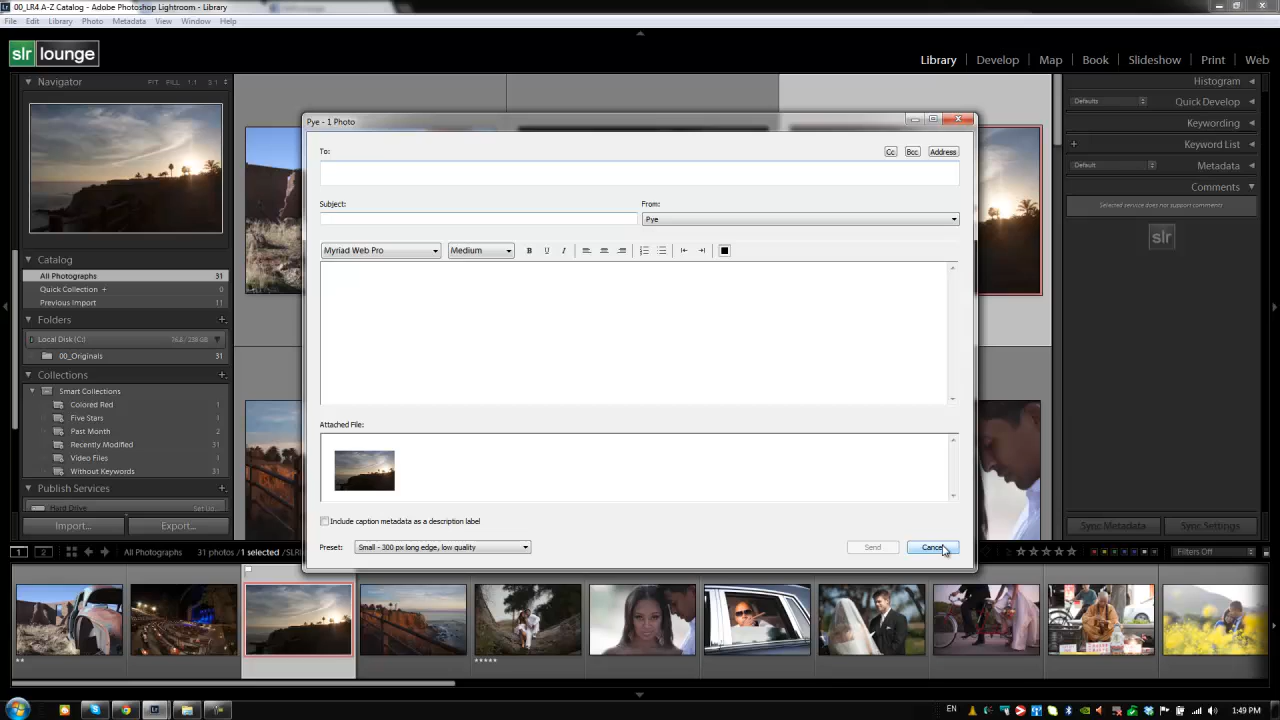 00_LR4 A-Z Catalog - Adobe Photoshop Lightroom - Library
File Edit Library Photo Metadata View Window Help
slr lounge
Library | Develop | Map | Book | Slideshow | Print | Web
Navigator FIT FILL 1:1 3:1
Histogram
Defaults Quick Develop
Keywording
Keyword List
Default Metadata
Comments
Selected service does not support comments
slr
Pye - 1 Photo
To: Cc Bcc Address
Subject: From:
Pye
Myriad Web Pro Medium B U I
Attached File:
Include caption metadata as a description label
Preset: Small - 300 px long edge, low quality Send Cancel
Catalog
All Photographs 31
Quick Collection + 0
Previous Import 11
Folders
Local Disk (C:)
00_Originals 31
Collections
Smart Collections
Colored Red 1
Five Stars 1
Past Month 2
Recently Modified 31
Video Files 1
Without Keywords 31
Publish Services
Hard Drive Set Up...
Import... Export...
Sync Metadata Sync Settings
1 2 All Photographs 31 photos / 1 selected Filters Off
EN 1:49 PM